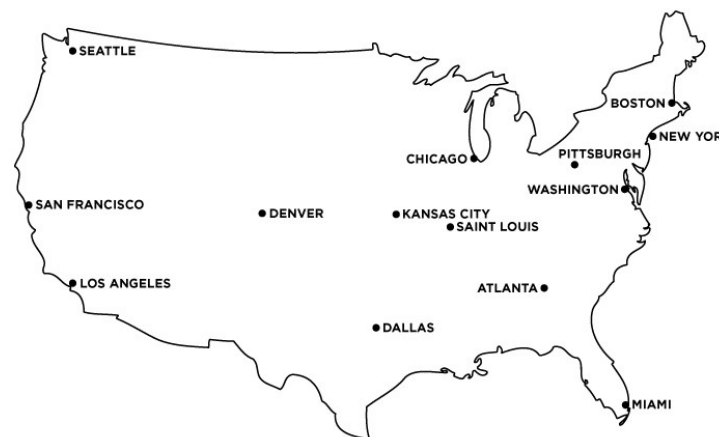 SEATTLE
BOSTON
NEW YOR
CHICAGO
PITTSBURGH
WASHINGTON
SAN FRANCISCO
DENVER
KANSAS CITY
SAINT LOUIS
LOS ANGELES
ATLANTA
DALLAS
MIAMI